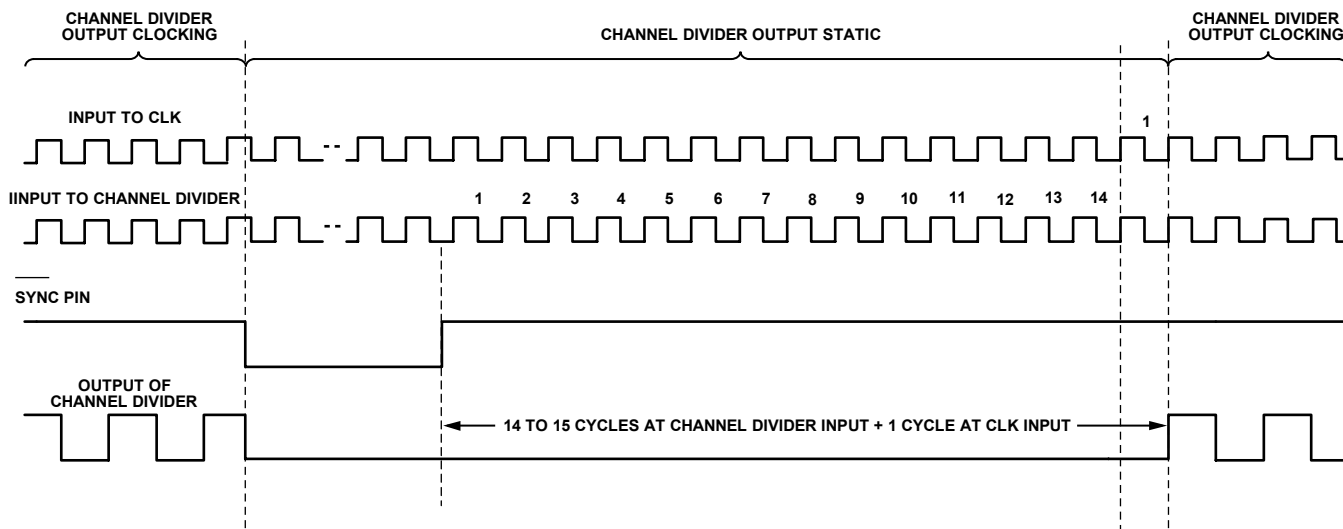 CHANNEL DIVIDER
OUTPUT CLOCKING
CHANNEL DIVIDER OUTPUT STATIC
CHANNEL DIVIDER
OUTPUT CLOCKING
INPUT TO CLK
1
IINPUT TO CHANNEL DIVIDER
1 2 3 4 5 6 7 8 9 10 11 12 13 14
SYNC PIN
OUTPUT OF
CHANNEL DIVIDER
14 TO 15 CYCLES AT CHANNEL DIVIDER INPUT + 1 CYCLE AT CLK INPUT